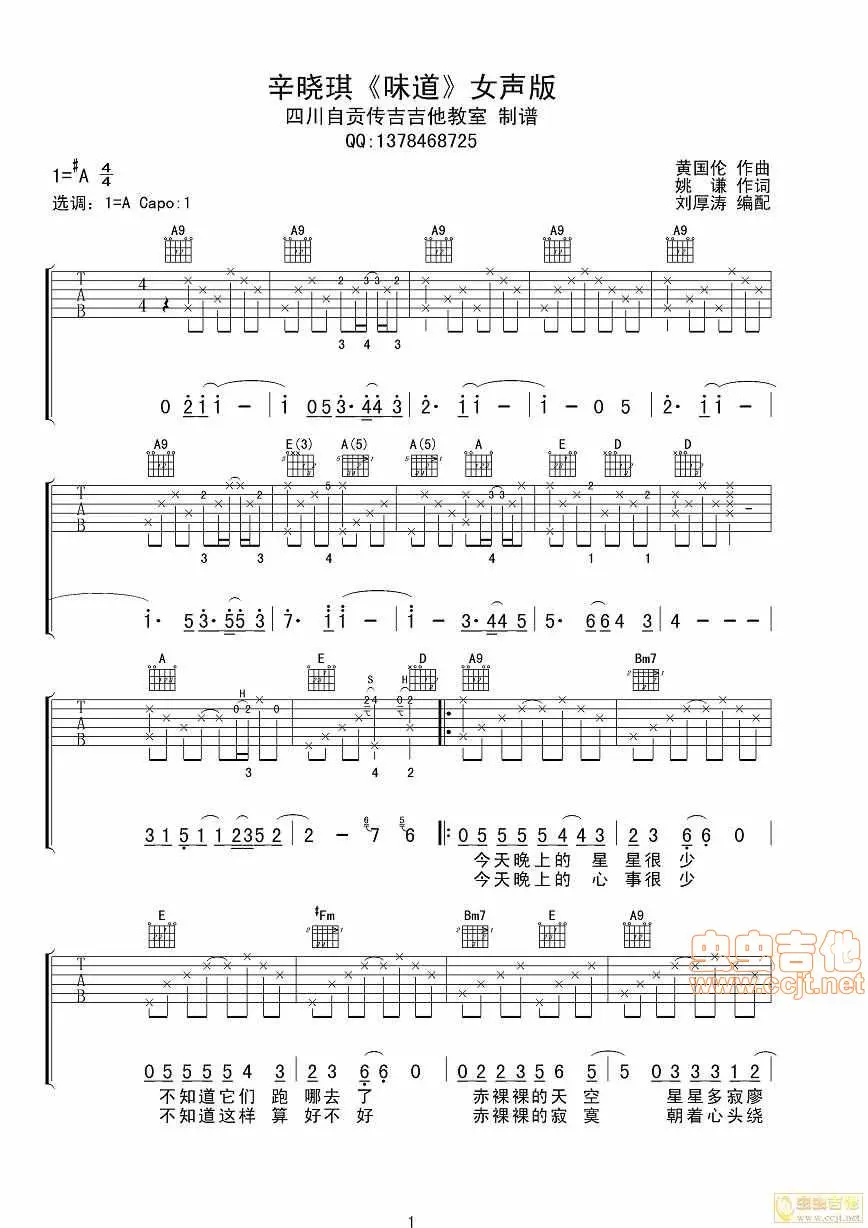 辛晓琪《味道》女声版
四川自贡传吉吉他教室 制谱
QQ:1378468725
1=#A 4/4
选调: 1=A Capo:1
黄国伦 作曲
姚 谦 作词
刘厚涛 编配
A9 A9 A9 A9 A9
T A B 4 4 2 3 3 2
3 4 3
0 2̇ i i - | i 0 5 3̇· 4̇ 4̇ 3̇ | 2̇· i i - | i - 0 5 | 2̇· i i -
A9 E(3) A(5) A(5) A E D D
T A B 2 2 5 3 3 2 2 -
3 3 4 4 1 1
i· 5 3̇· 5̇ 5̇ 3̇ | 7̇· i i - | i - 3· 4 4 5 | 5· 6 6 4 3 | 4 - - -
A E S H D A9 Bm7
T A B H 0 2 0 2 4 0 2
3 4 2
3 1 5 1 1 2 3 5 2 | 2 - 7 6 |: 0 5 5 5 5 5 4 4 3 | 2 3 6 6 0
今天晚上的 星 星很 少
今天晚上的 心 事很 少
E #Fm Bm7 E A9
T A B
0 5 5 5 5 4 3 | 2 3 6 6 0 | 0 2 2 3 5 5 | 5 0 3 3 3 1 2
不知道它们 跑 哪去 了 赤裸裸的天 空 星星多寂廖
不知道这样 算 好不 好 赤裸裸的寂 寞 朝着心头绕
虫虫吉他
www.ccjt.net
虫虫吉他
www.ccjt.net
1